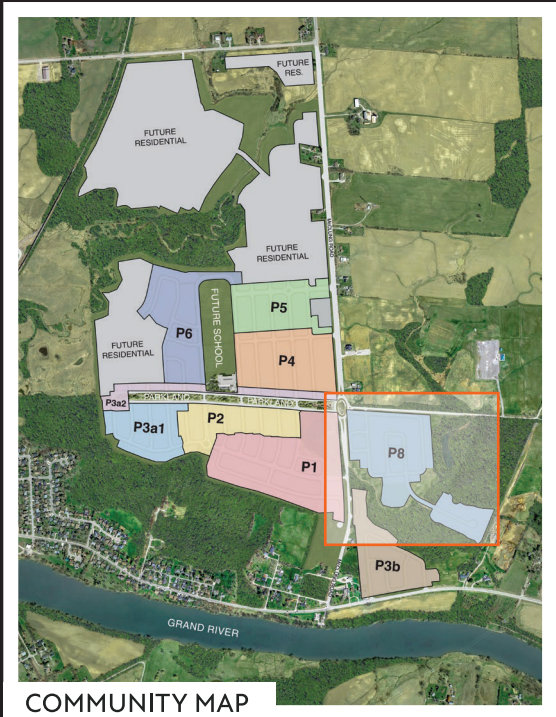 FUTURE
RES.
FUTURE
RESIDENTIAL
FUTURE
RESIDENTIAL
P5
P6
FUTURE SCHOOL
FUTURE
RESIDENTIAL
P4
P3a2
PARKLAND
PARKLAND
P3a1
P2
P8
P1
P3b
GRAND RIVER
COMMUNITY MAP